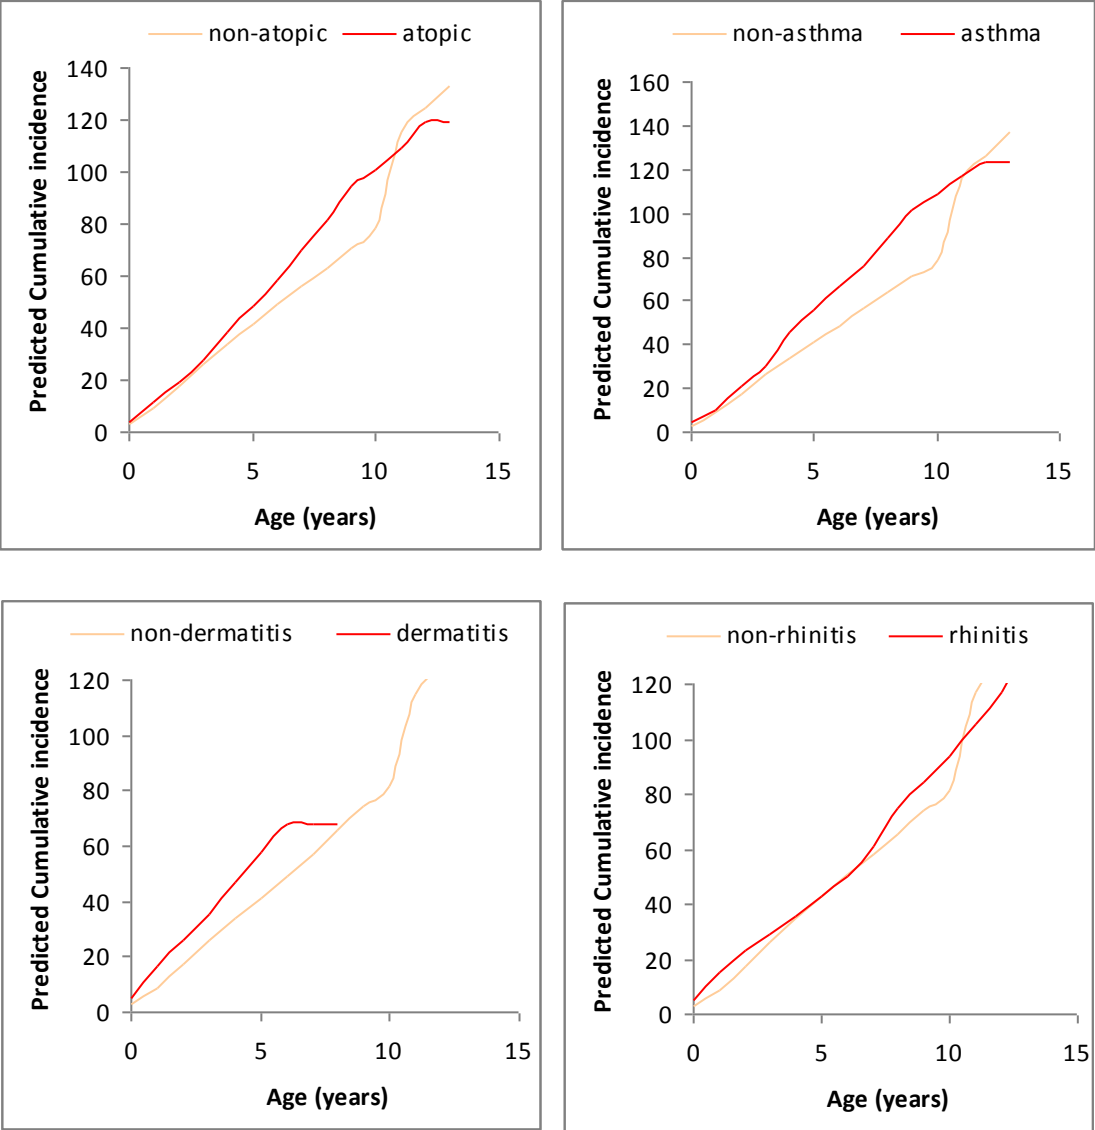 non-atopic atopic
140
120
100
80
60
40
20
0
0 5 10 15
Predicted Cumulative incidence
Age (years)
non-asthma asthma
160
140
120
100
80
60
40
20
0
0 5 10 15
Predicted Cumulative incidence
Age (years)
non-dermatitis dermatitis
120
100
80
60
40
20
0
0 5 10 15
Predicted Cumulative incidence
Age (years)
non-rhinitis rhinitis
120
100
80
60
40
20
0
0 5 10 15
Predicted Cumulative incidence
Age (years)